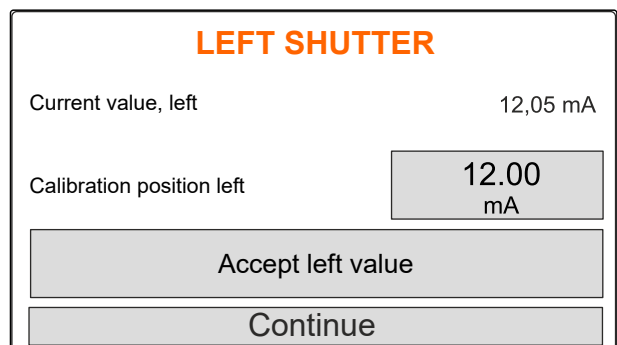 LEFT SHUTTER
Current value, left 12,05 mA
Calibration position left 12.00
mA
Accept left value
Continue